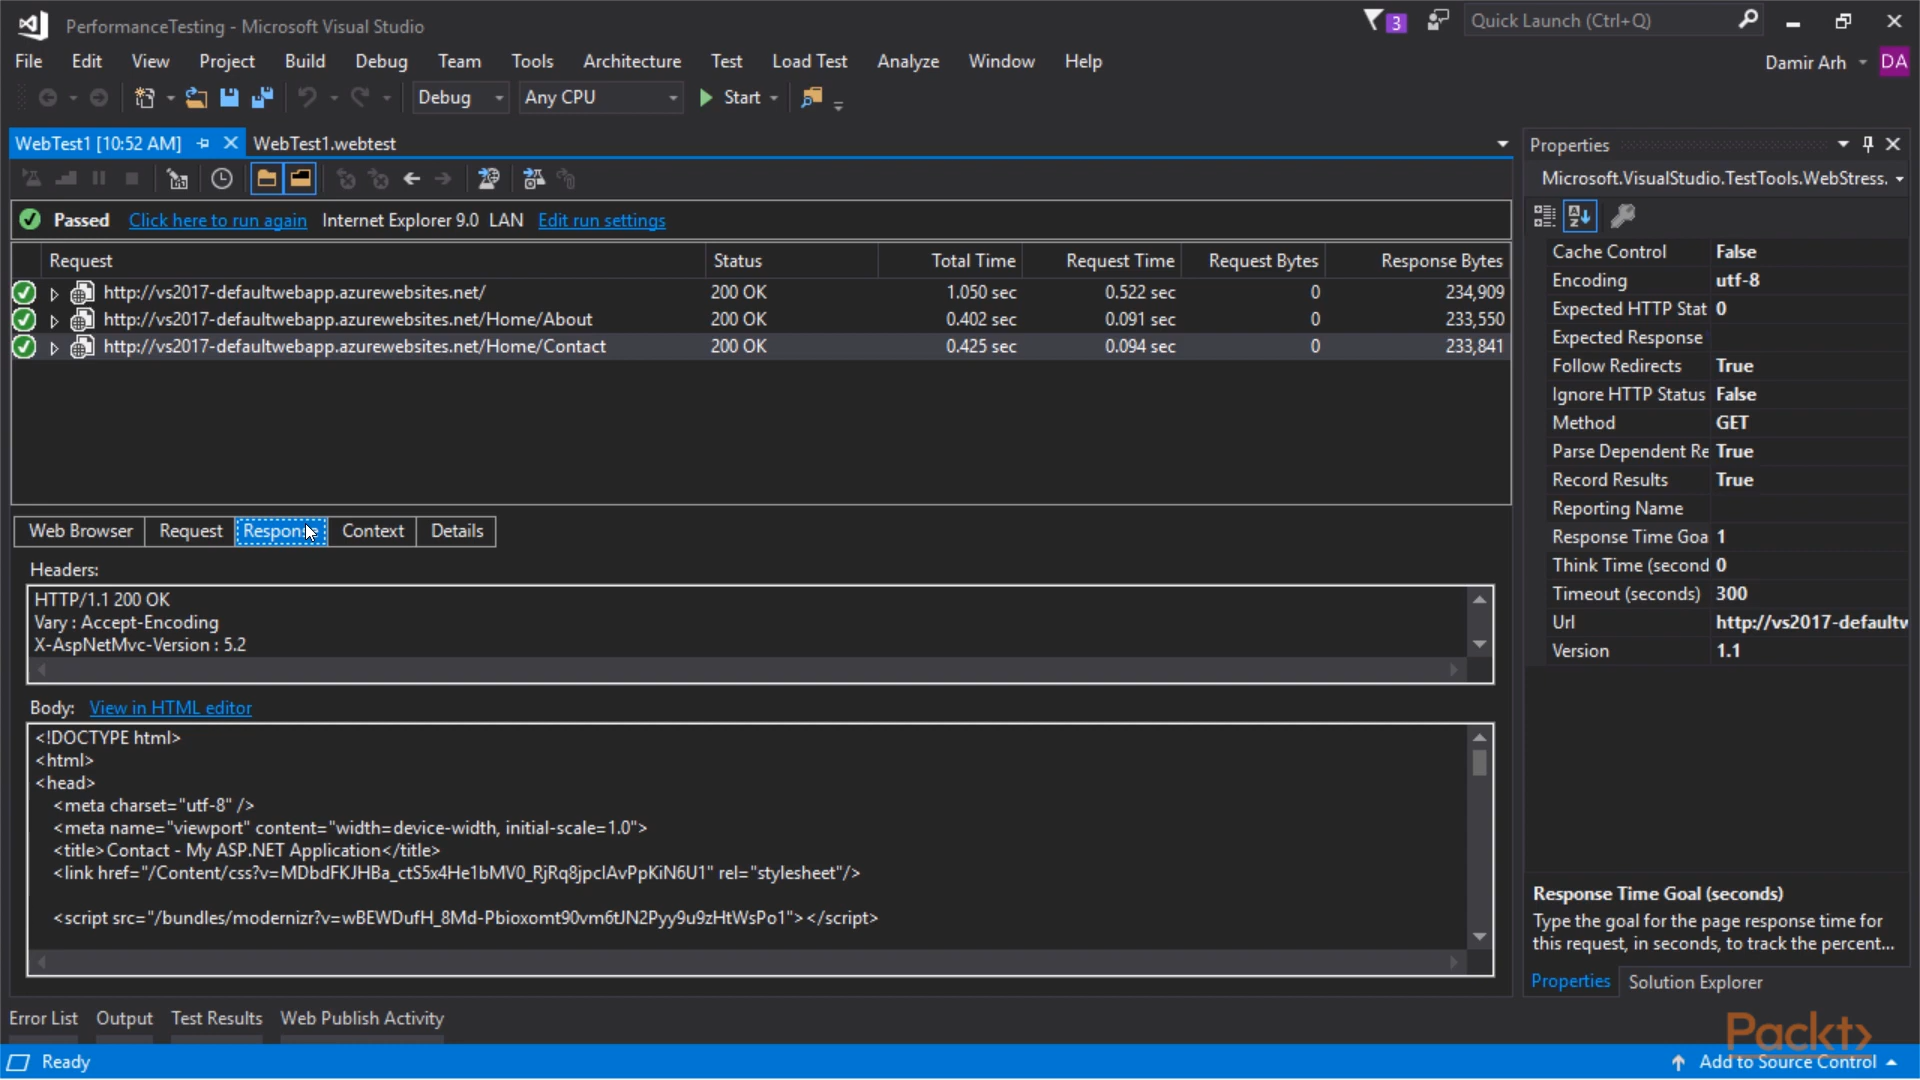 PerformanceTesting - Microsoft Visual Studio
3
Quick Launch (Ctrl+Q)
File Edit View Project Build Debug Team Tools Test Architecture Load Test Analyze Window Help
Damir Arh DA
Debug Any CPU Start
WebTest1 [10:52 AM] WebTest1.webtest
Passed Click here to run again Internet Explorer 9.0 LAN Edit run settings
Request Status Total Time Request Time Request Bytes Response Bytes
http://vs2017-defaultwebapp.azurewebsites.net/ 200 OK 1.050 sec 0.522 sec 0 234,909
http://vs2017-defaultwebapp.azurewebsites.net/Home/About 200 OK 0.402 sec 0.091 sec 0 233,550
http://vs2017-defaultwebapp.azurewebsites.net/Home/Contact 200 OK 0.425 sec 0.094 sec 0 233,841
Web Browser Request Response Context Details
Headers:
HTTP/1.1 200 OK
Vary : Accept-Encoding
X-AspNetMvc-Version : 5.2
Body: View in HTML editor
<!DOCTYPE html>
<html>
<head>
<meta charset="utf-8" />
<meta name="viewport" content="width=device-width, initial-scale=1.0">
<title>Contact - My ASP.NET Application</title>
<link href="/Content/css?v=MDbdFKJHBa_ctS5x4He1bMV0_RjRq8jpclAvPpKiN6U1" rel="stylesheet"/>
<script src="/bundles/modernizr?v=wBEWDufH_8Md-Pbioxomt90vm6tJN2Pyy9u9zHtWsPo1"></script>
Properties
Microsoft.VisualStudio.TestTools.WebStress.
Cache Control False
Encoding utf-8
Expected HTTP Stat 0
Expected Response
Follow Redirects True
Ignore HTTP Status False
Method GET
Parse Dependent Re True
Record Results True
Reporting Name
Response Time Goa 1
Think Time (second 0
Timeout (seconds) 300
Url http://vs2017-defaultw
Version 1.1
Response Time Goal (seconds)
Type the goal for the page response time for
this request, in seconds, to track the percent...
Properties Solution Explorer
Error List Output Test Results Web Publish Activity
Packt>
Ready
Add to Source Control